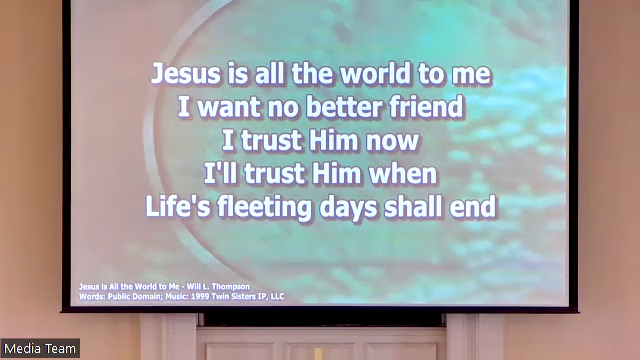 Jesus is all the world to me
I want no better friend
I trust Him now
I'll trust Him when
Life's fleeting days shall end
Jesus is All the World to Me - Will L. Thompson
Words: Public Domain; Music: 1999 Twin Sisters IP, LLC
Media Team